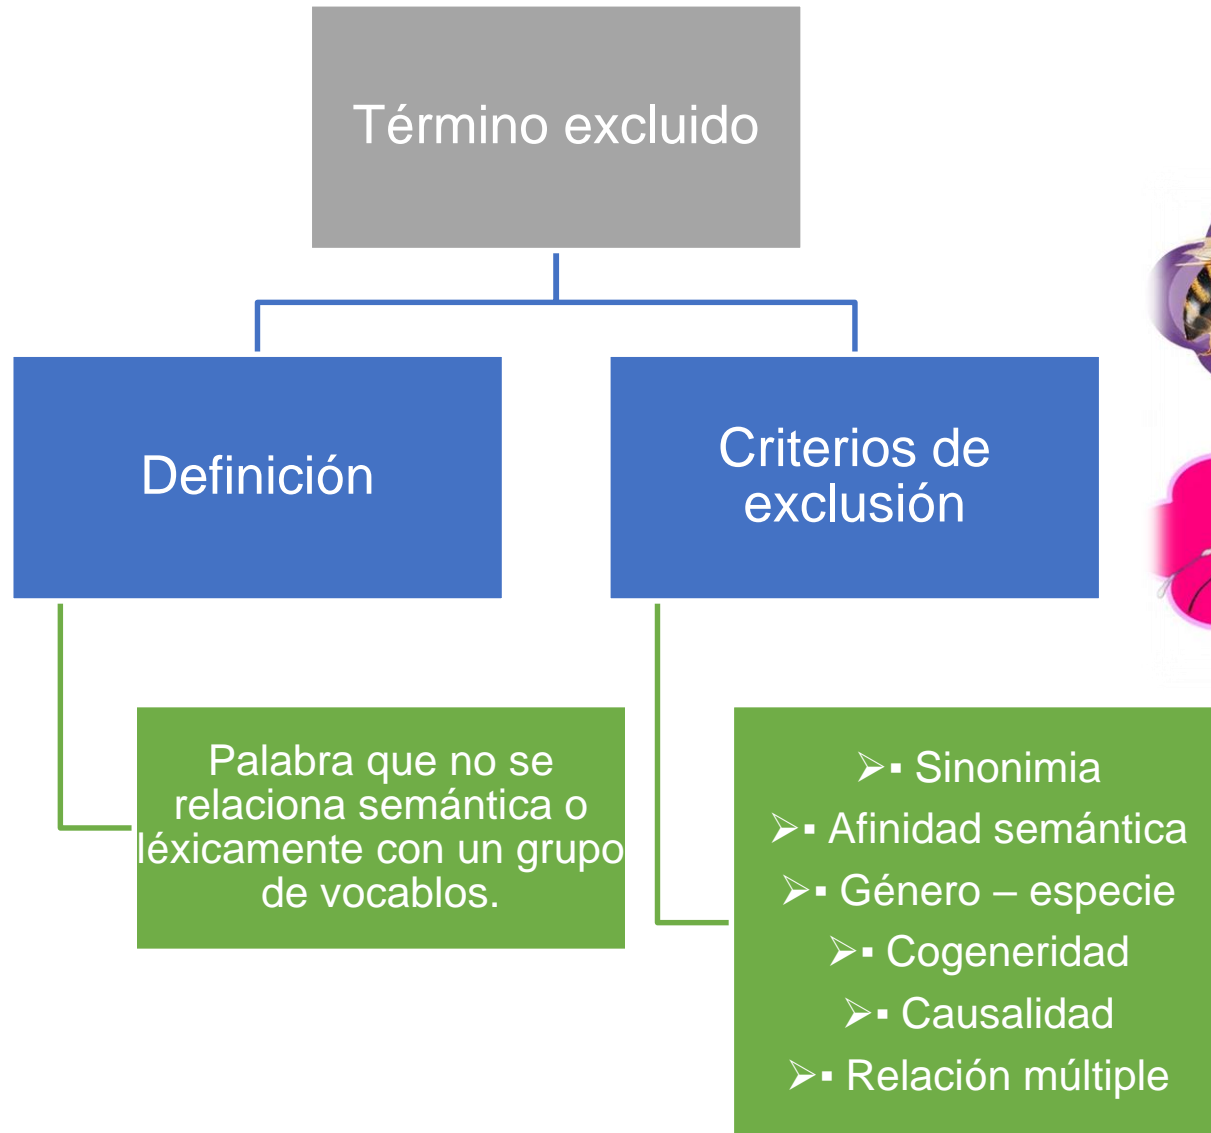 Término excluido
Definición
Criterios de
exclusión
Palabra que no se
relaciona semántica o
léxicamente con un grupo
de vocablos.
➢▪ Sinonimia
➢▪ Afinidad semántica
➢▪ Género – especie
➢▪ Cogeneridad
➢▪ Causalidad
➢▪ Relación múltiple